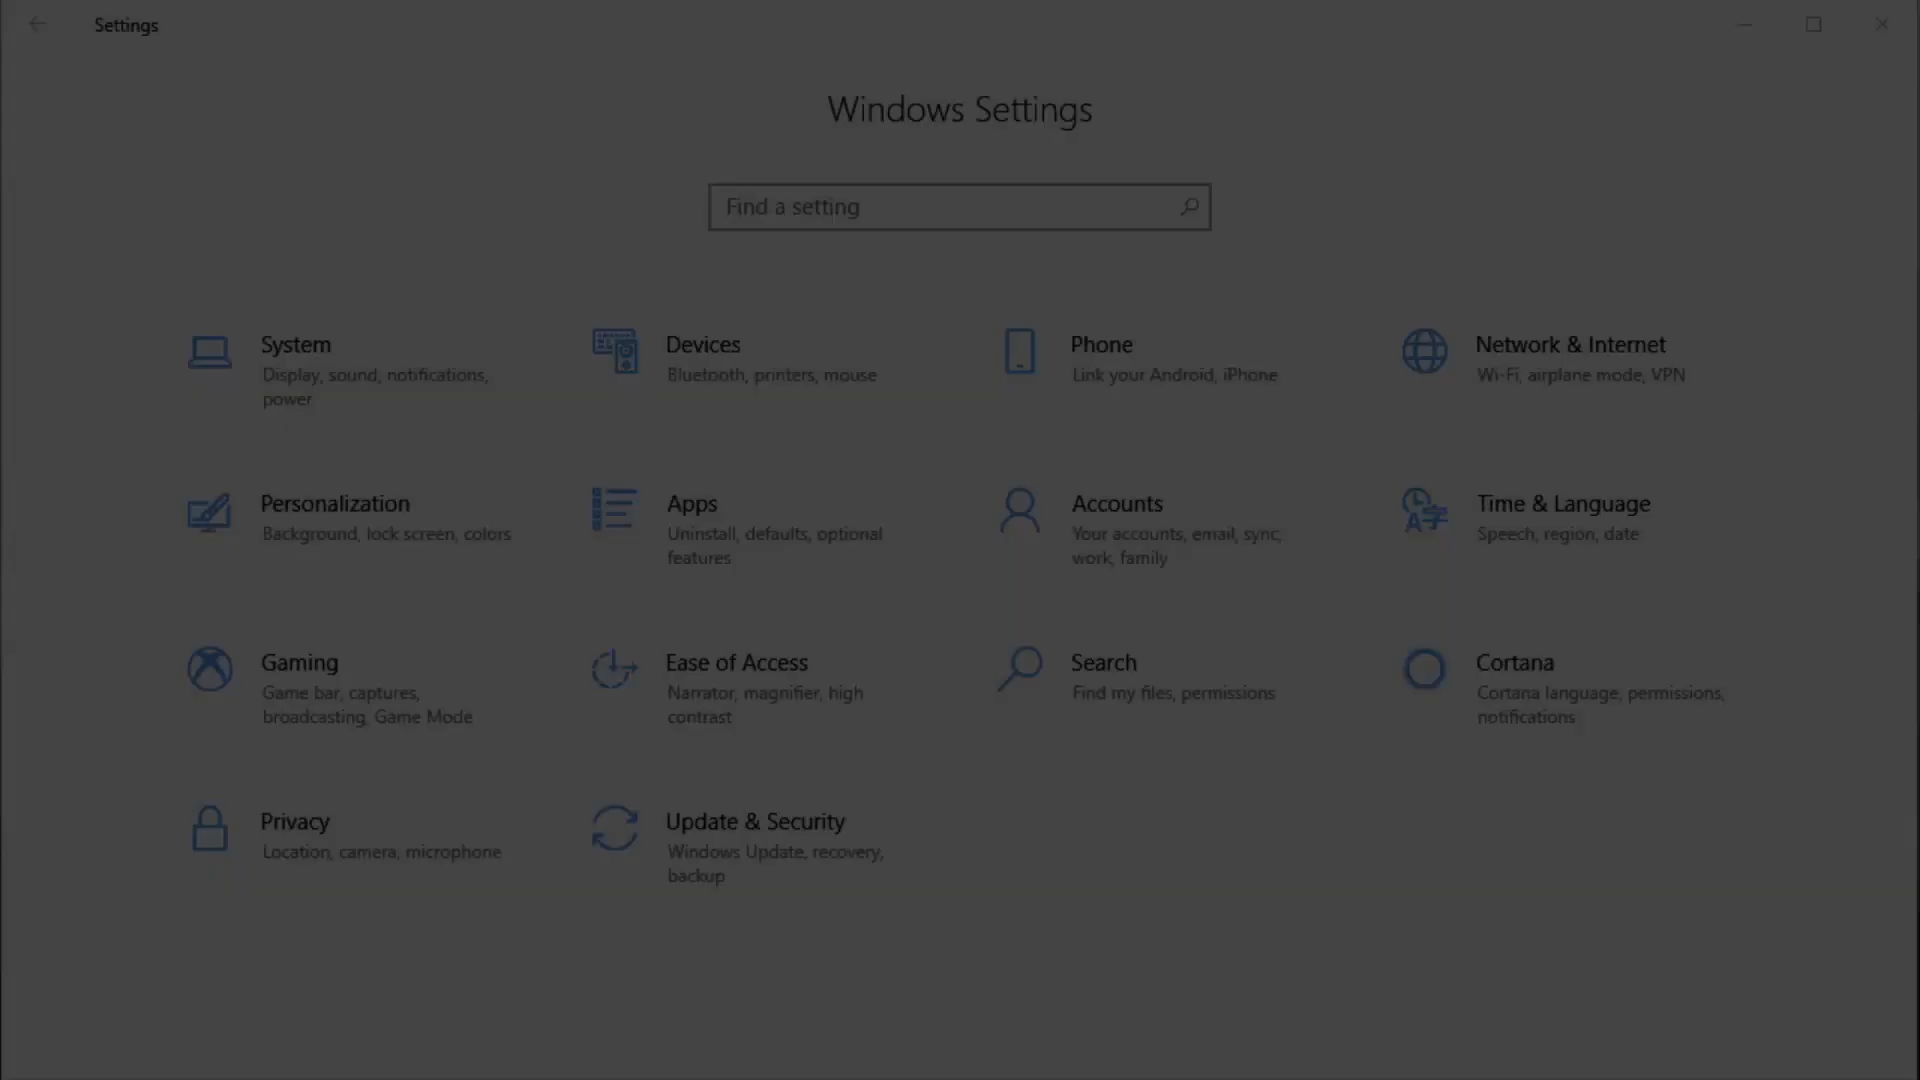 Settings
Windows Settings
Find a setting
System
Display, sound, notifications,
power
Devices
Bluetooth, printers, mouse
Phone
Link your Android, iPhone
Network & Internet
Wi-Fi, airplane mode, VPN
Personalization
Background, lock screen, colors
Apps
Uninstall, defaults, optional
features
Accounts
Your accounts, email, sync,
work, family
Time & Language
Speech, region, date
Gaming
Game bar, captures,
broadcasting, Game Mode
Ease of Access
Narrator, magnifier, high
contrast
Search
Find my files, permissions
Cortana
Cortana language, permissions,
notifications
Privacy
Location, camera, microphone
Update & Security
Windows Update, recovery,
backup